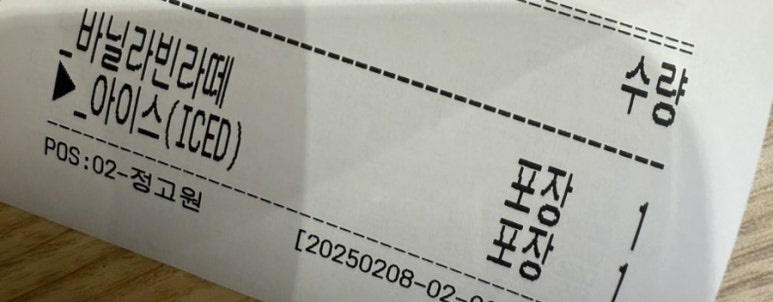 수량
_바닐라빈라떼 포장 1
▶_아이스(ICED) 포장 1
POS:02-정고원
[20250208-02-